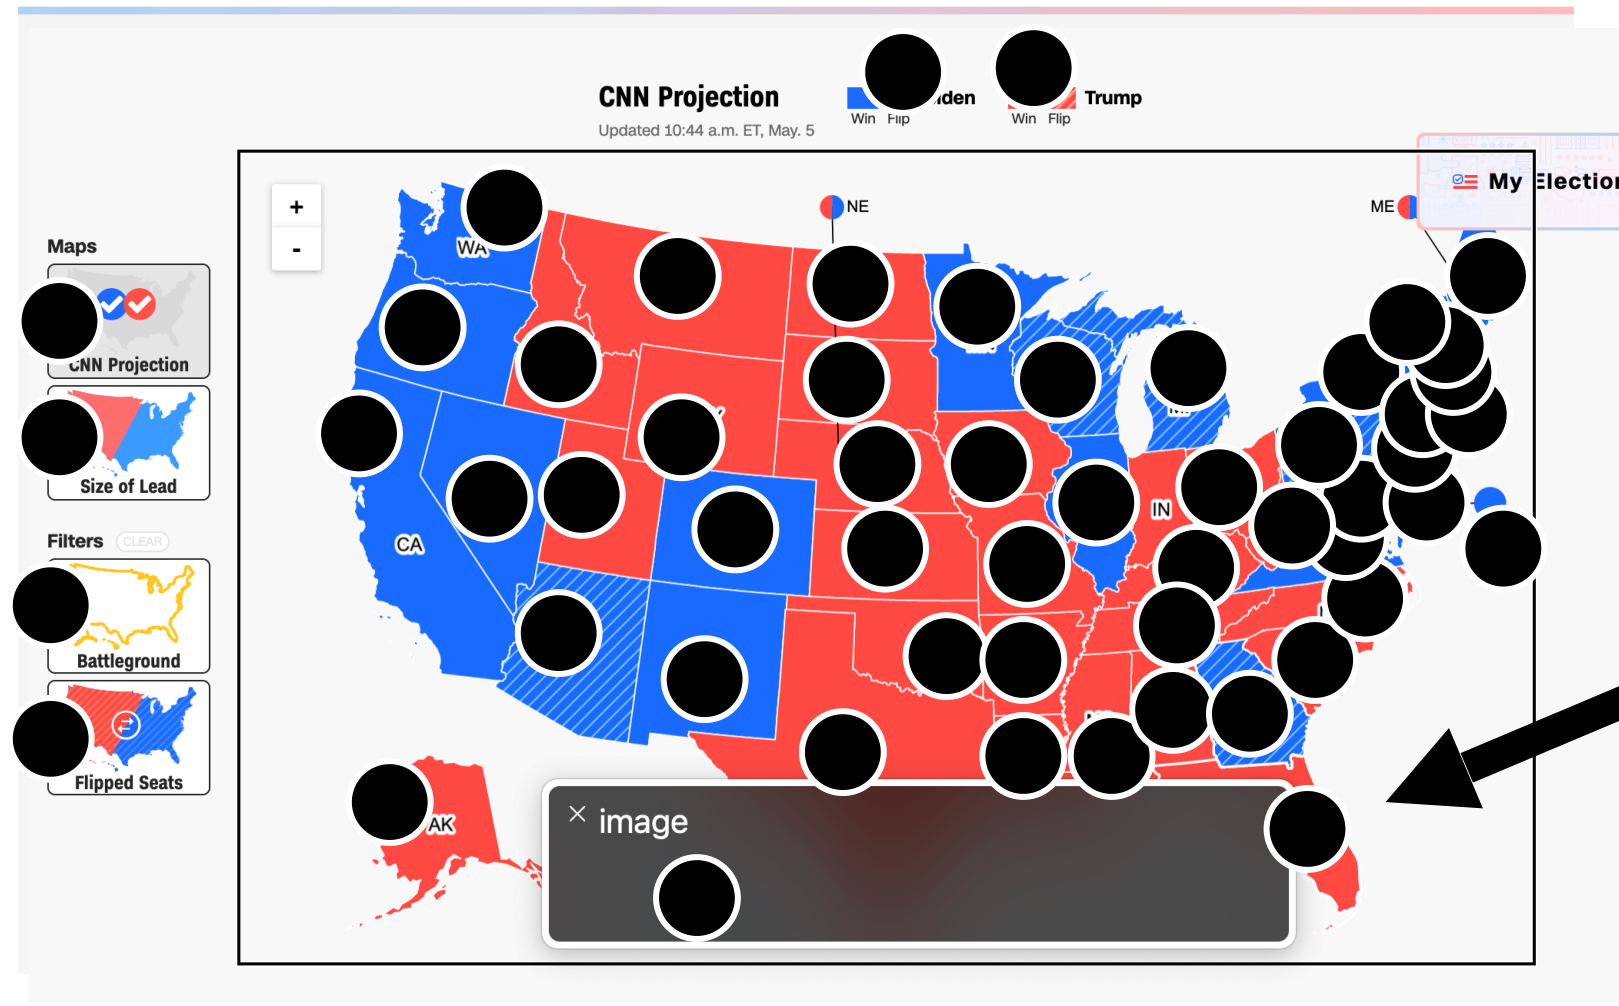 CNN Projection
Updated 10:44 a.m. ET, May. 5
Win Flip
Trump
Win Flip
My Election
+
-
NE
ME
WA
Maps
CNN Projection
Size of Lead
Filters
CLEAR
Battleground
Flipped Seats
IN
CA
AK
× image